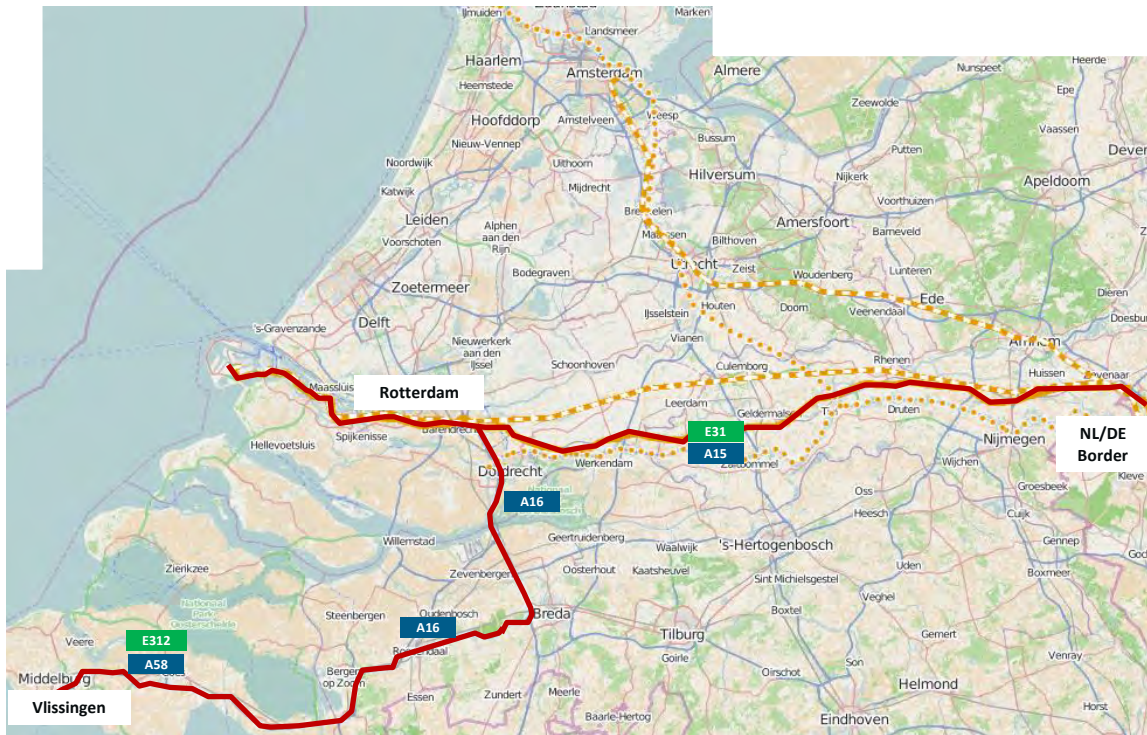 IJmuiden
Landsmeer
Marken
Haarlem
Amsterdam
Almere
Nunspeet
Heerde
Heemstede
Epe
Zeewolde
Hoofddorp
Amstelveen
Weesp
Vaassen
Nieuw-Vennep
Bussum
Putten
Noordwijk
Uithoorn
Hilversum
Nijkerk
Apeldoorn
Katwijk
Mijdrecht
Voorthuizen
Leiden
Amersfoort
Barneveld
Voorschoten
Alphen
aan den
Rijn
Bilthoven
Utrecht
Zeist
Woudenberg
Lunteren
Bodegraven
Zoetermeer
Houten
Doorn
Ede
Dieren
IJsselstein
Veenendaal
's-Gravenzande
Delft
Nieuwerkerk
aan den
IJssel
Vianen
Arnhem
Schoonhoven
Culemborg
Rhenen
Huissen
Maassluis
Rotterdam
Leerdam
Barendrecht
Druten
Spijkenisse
E31
Nijmegen
NL/DE
Border
Hellevoetsluis
A15
Dordrecht
Werkendam
Zaltbommel
Wijchen
Kleve
Groesbeek
A16
Nationaal
Oss
Heesch
Cuijk
Geertruidenberg
Willemstad
Waalwijk
's-Hertogenbosch
Gennep
Zevenbergen
Oosterhout
Kaatsheuvel
Uden
Zierikzee
Sint Michielsgestel
Boxmeer
Nationaal
Park
Oosterschelde
Steenbergen
Oudenbosch
Breda
Boxtel
Veghel
A16
Tilburg
Gemert
Veere
E312
Roosendaal
Goirle
Venray
A58
Middelburg
Bergen
op Zoom
Oirschot
Son
Essen
Zundert
Meerle
Helmond
Vlissingen
Baarle-Hertog
Horst
Eindhoven